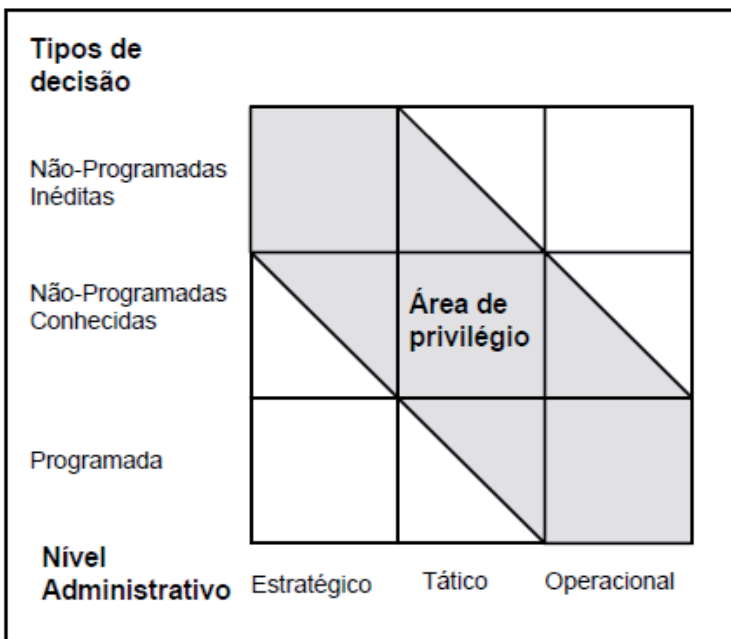 Tipos de
decisão
Não-Programadas
Inéditas
Não-Programadas
Conhecidas
Área de
privilégio
Programada
Nível
Administrativo
Estratégico
Tático
Operacional